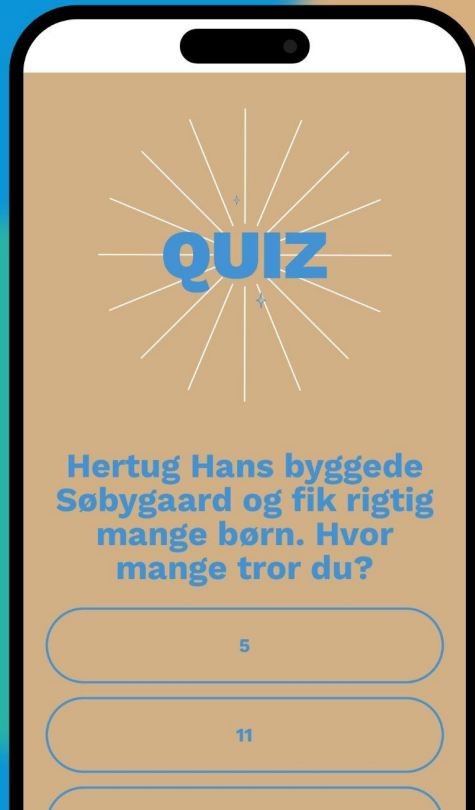 QUIZ
Hertug Hans byggede
Søbygaard og fik rigtig
mange børn. Hvor
mange tror du?
5
11